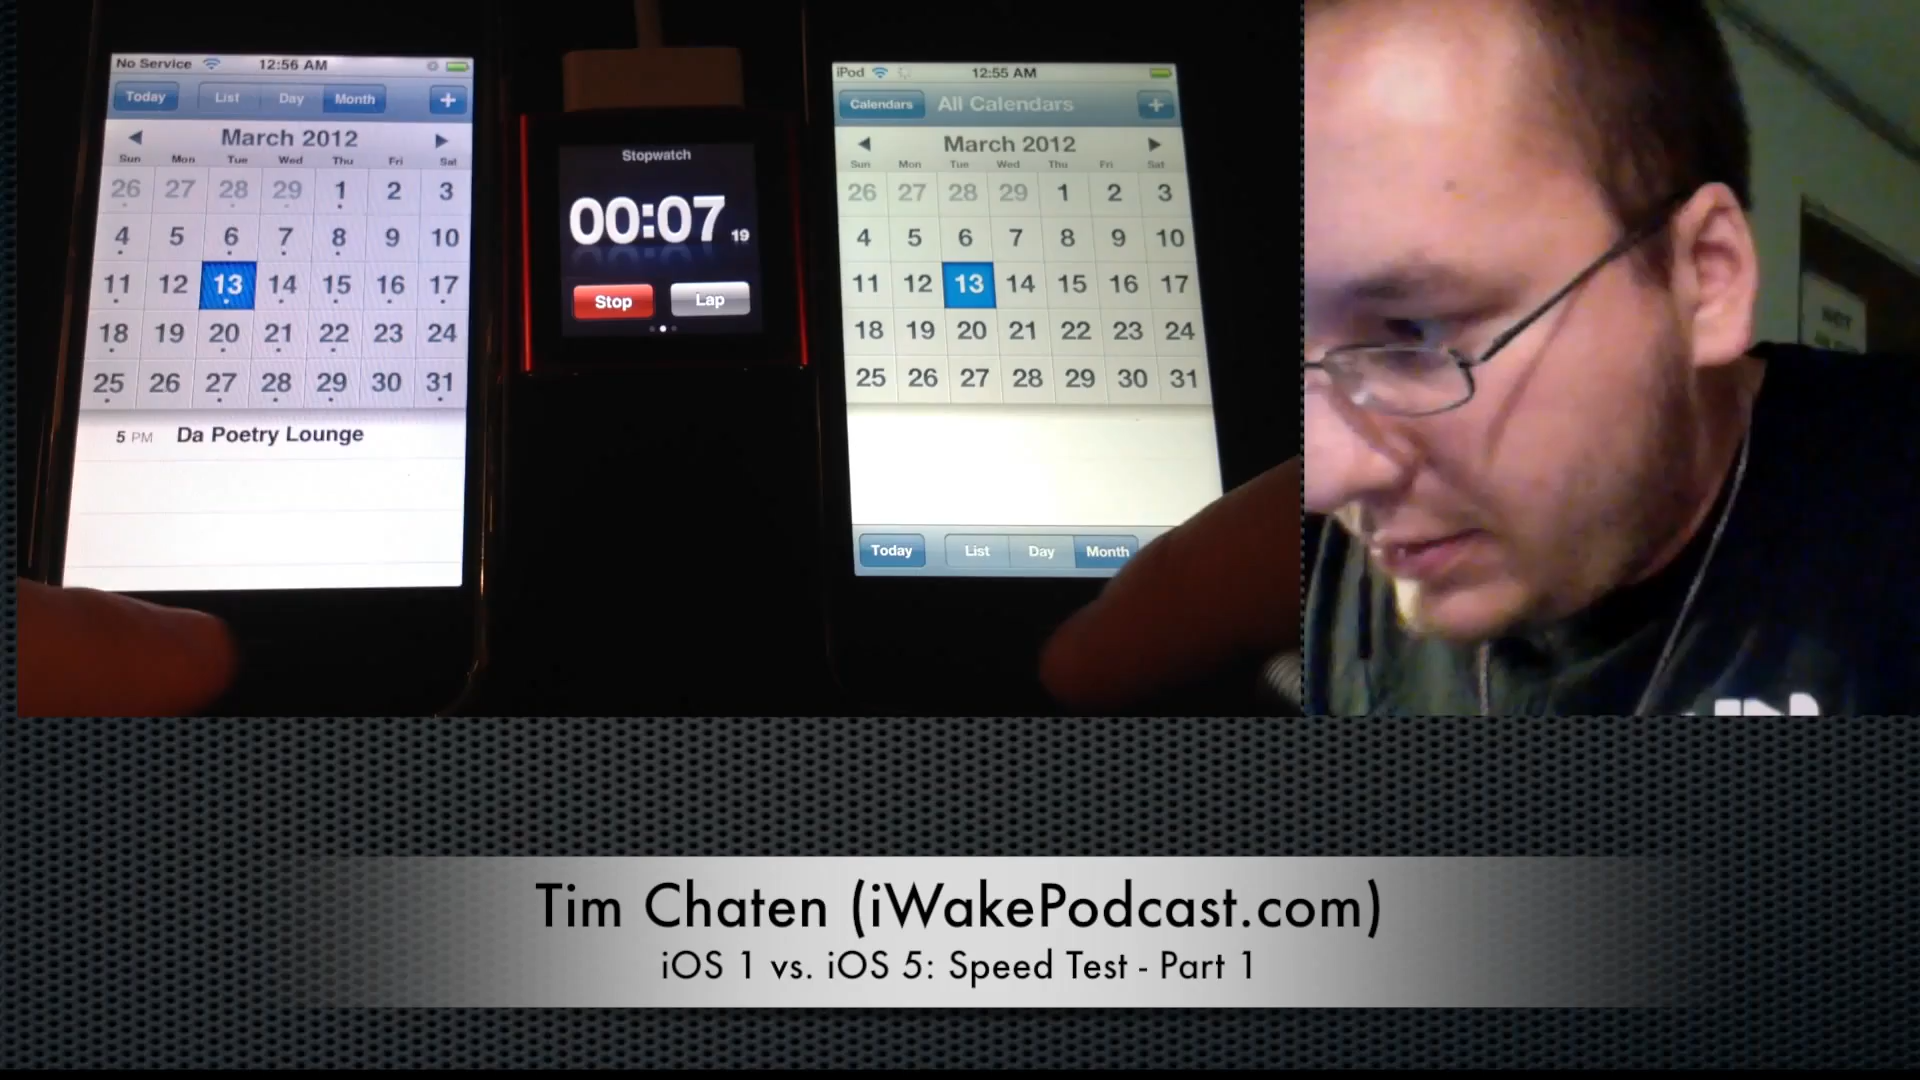 No Service 12:56 AM
Today List Day Month +
March 2012
Sun Mon Tue Wed Thu Fri Sat
26 27 28 29 1 2 3
4 5 6 7 8 9 10
11 12 13 14 15 16 17
18 19 20 21 22 23 24
25 26 27 28 29 30 31
5 PM Da Poetry Lounge
Stopwatch
00:07 19
Stop Lap
iPod 12:55 AM
Calendars All Calendars +
March 2012
Sun Mon Tue Wed Thu Fri Sat
26 27 28 29 1 2 3
4 5 6 7 8 9 10
11 12 13 14 15 16 17
18 19 20 21 22 23 24
25 26 27 28 29 30 31
Today List Day Month
Tim Chaten (iWakePodcast.com)
iOS 1 vs. iOS 5: Speed Test - Part 1